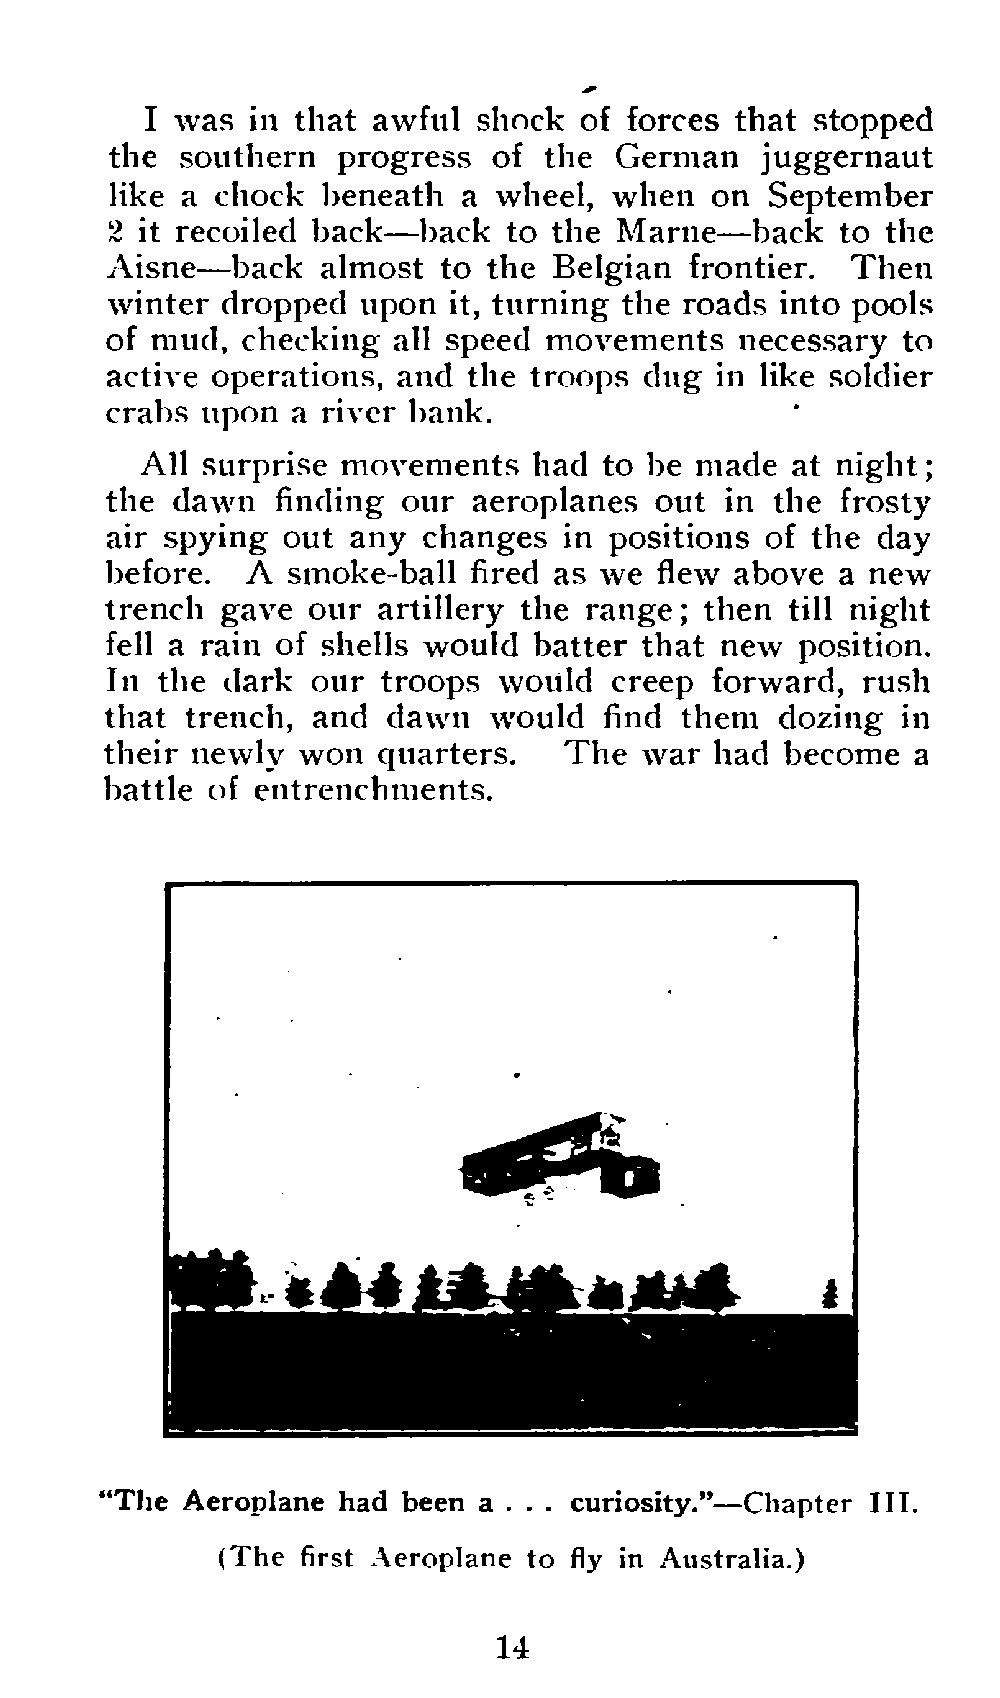 I was in that awful shock of forces that stopped
the southern progress of the German juggernaut
like a chock beneath a wheel, when on September
2 it recoiled back—back to the Marne—back to the
Aisne—back almost to the Belgian frontier. Then
winter dropped upon it, turning the roads into pools
of mud, checking all speed movements necessary to
active operations, and the troops dug in like soldier
crabs upon a river bank.
All surprise movements had to be made at night;
the dawn finding our aeroplanes out in the frosty
air spying out any changes in positions of the day
before. A smoke-ball fired as we flew above a new
trench gave our artillery the range; then till night
fell a rain of shells would batter that new position.
In the dark our troops would creep forward, rush
that trench, and dawn would find them dozing in
their newly won quarters. The war had become a
battle of entrenchments.
"The Aeroplane had been a . . . curiosity."—Chapter III.
(The first Aeroplane to fly in Australia.)
14